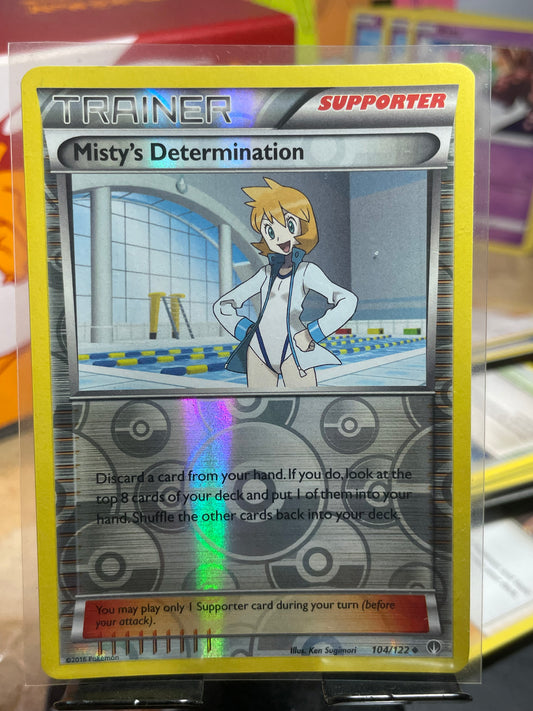 TRAINER SUPPORTER
Misty's Determination
Discard a card from your hand. If you do, look at the
top 8 cards of your deck and put 1 of them into your
hand. Shuffle the other cards back into your deck.
You may play only 1 Supporter card during your turn (before
your attack).
©2016 Pokémon Illus. Ken Sugimori 104/122